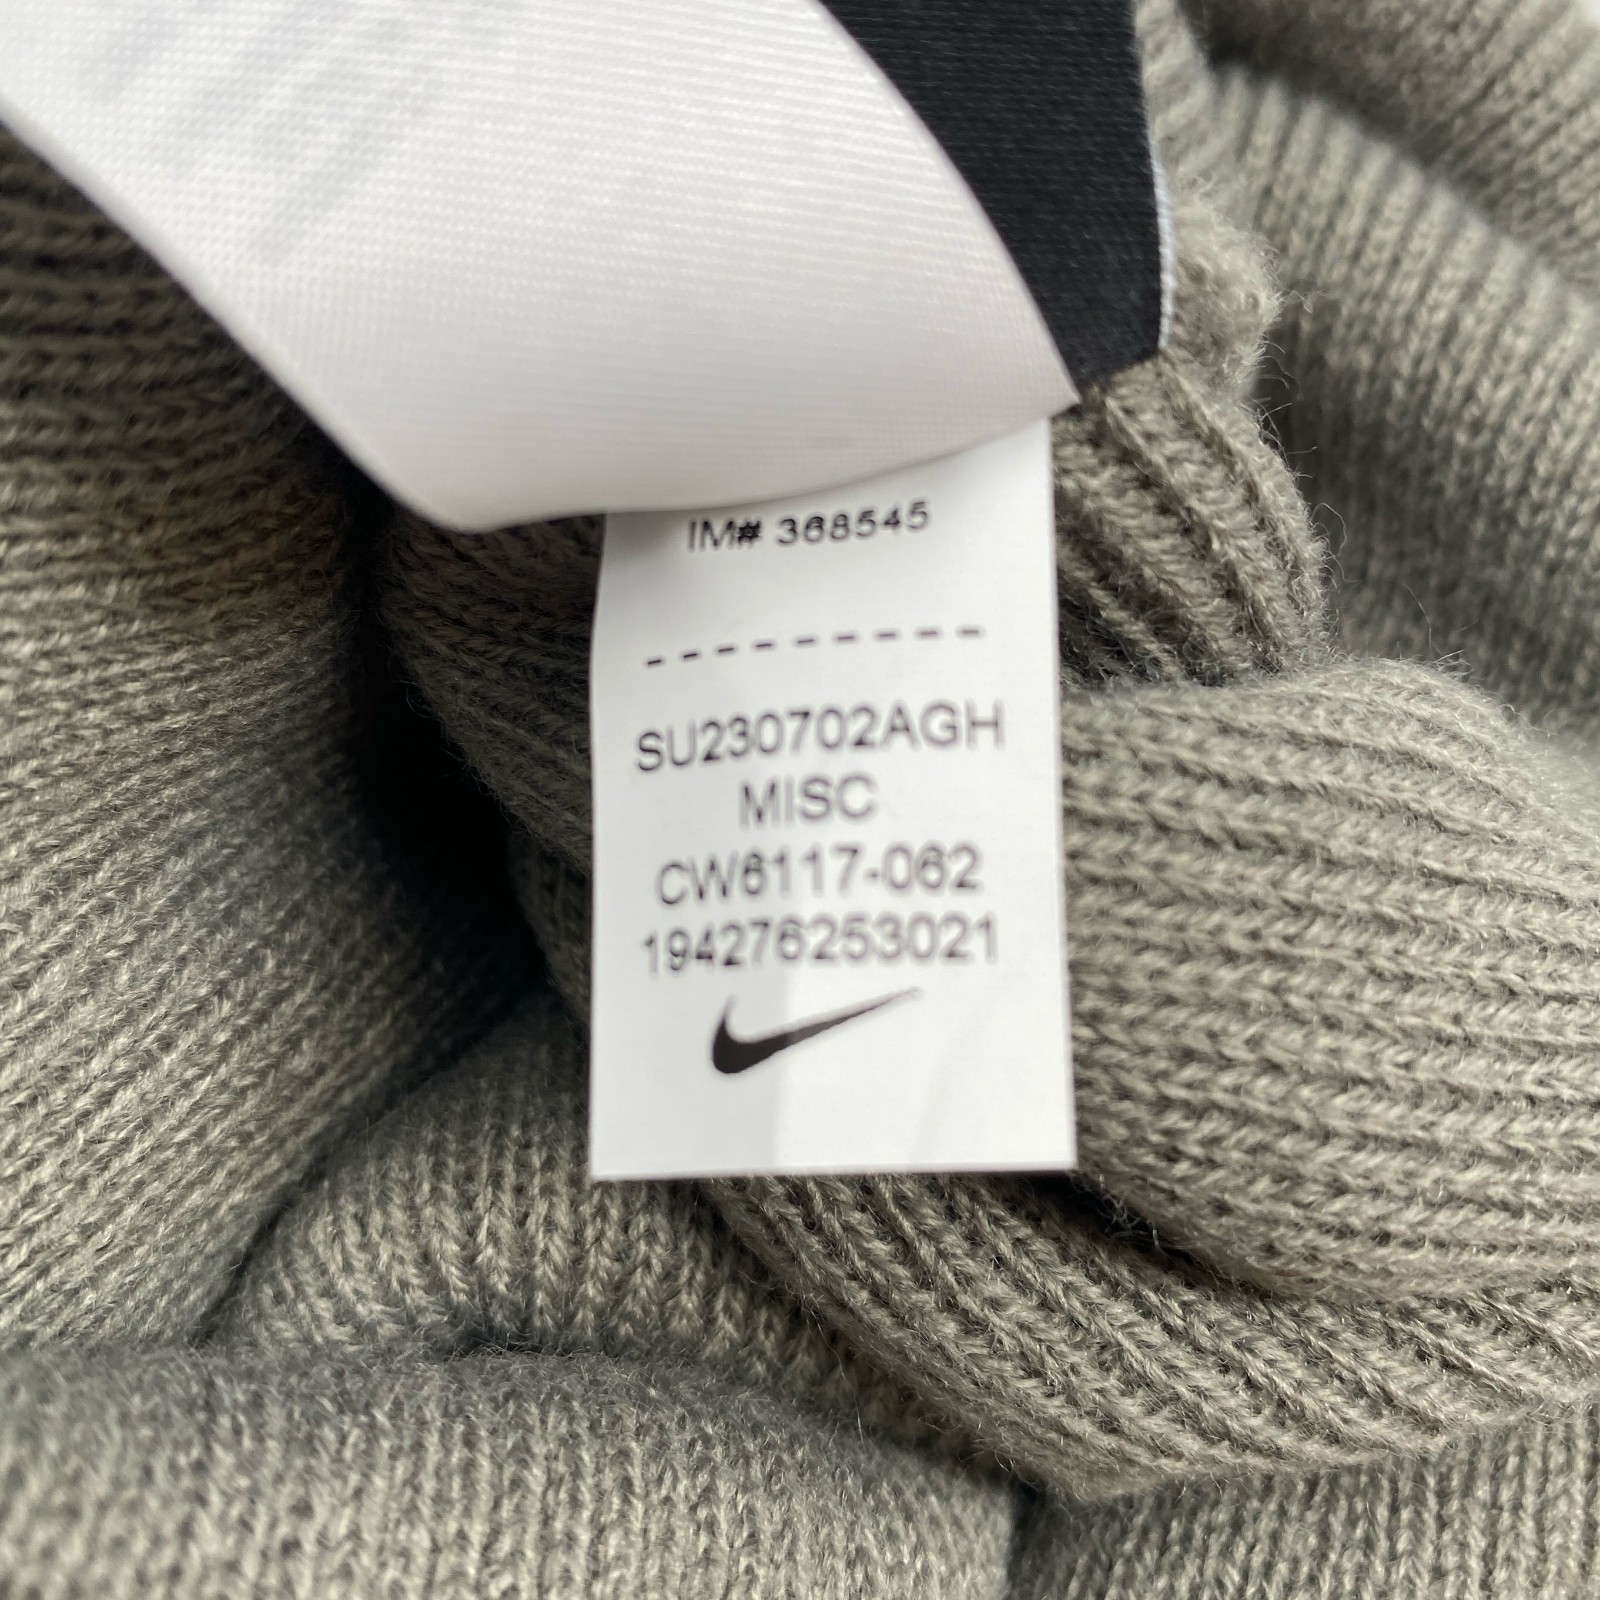 IM# 368545
---------
SU230702AGH
MISC
CW6117-062
194276253021